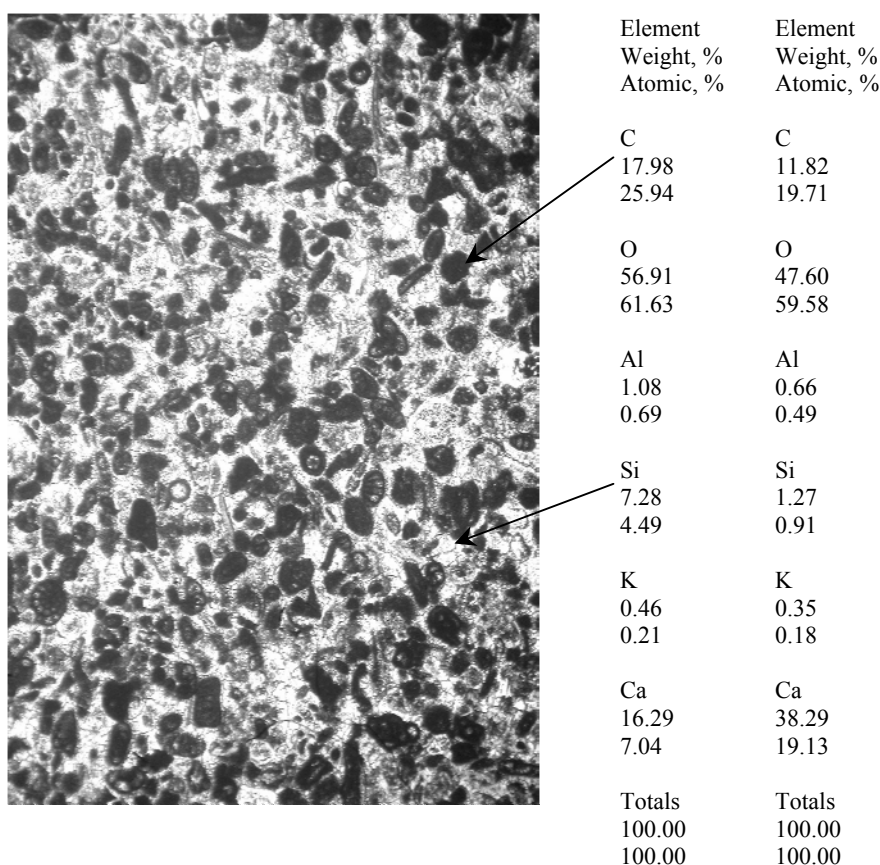 Element
Weight, %
Atomic, %
C
17.98
25.94
O
56.91
61.63
Al
1.08
0.69
Si
7.28
4.49
K
0.46
0.21
Ca
16.29
7.04
Totals
100.00
100.00
Element
Weight, %
Atomic, %
C
11.82
19.71
O
47.60
59.58
Al
0.66
0.49
Si
1.27
0.91
K
0.35
0.18
Ca
38.29
19.13
Totals
100.00
100.00